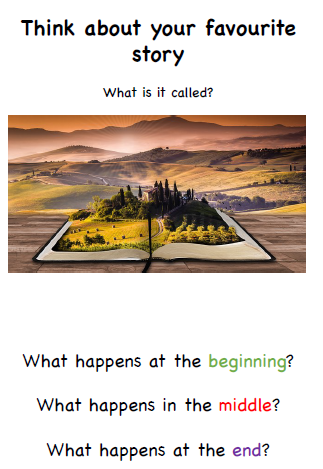 Think about your favourite
story
What is it called?
What happens at the beginning?
What happens in the middle?
What happens at the end?